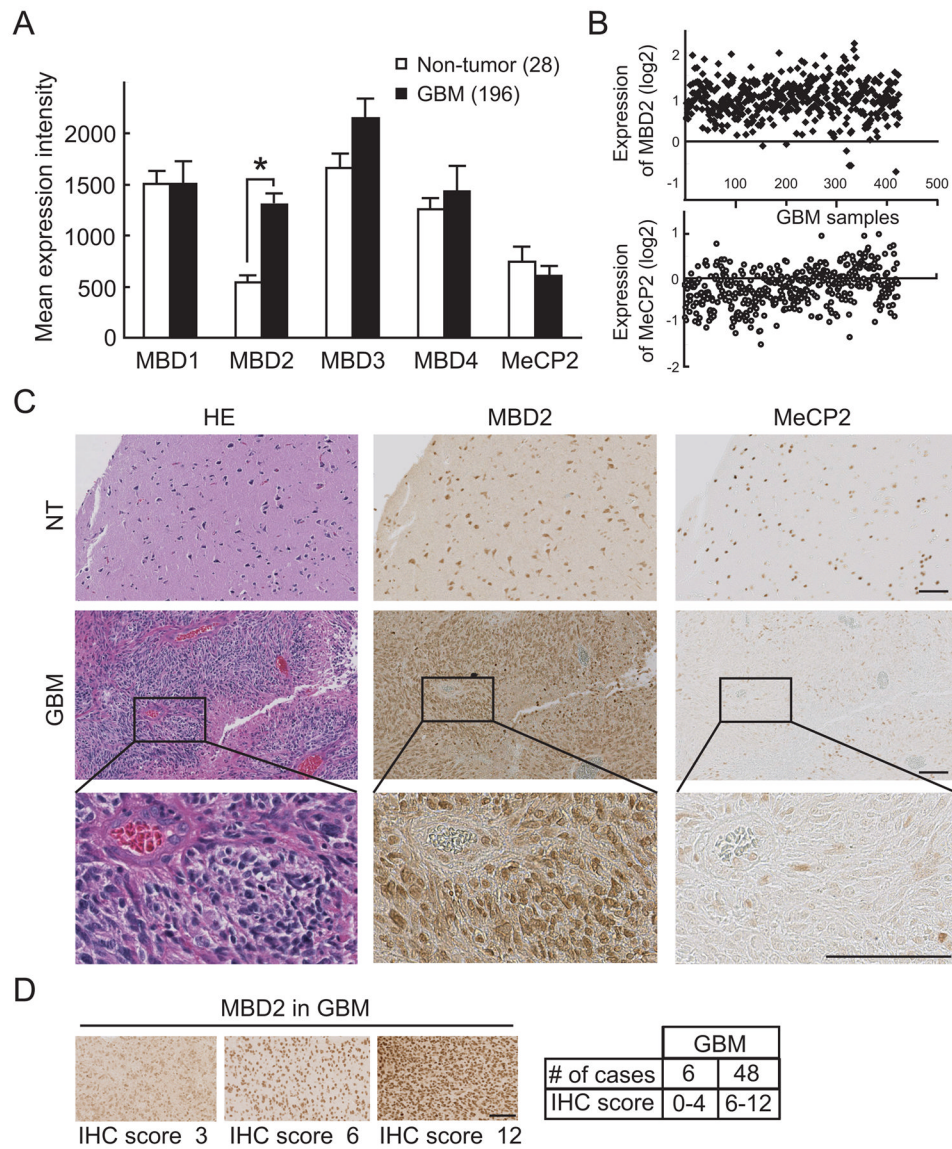 A
Mean expression intensity
2000
1500
1000
500
0
Non-tumor (28)
GBM (196)
*
MBD1 MBD2 MBD3 MBD4 MeCP2
B
Expression
of MBD2 (log2)
2
1
0
-1
100 200 300 400 500
GBM samples
Expression
of MeCP2 (log2)
1
0
-1
-2
C
HE MBD2 MeCP2
NT
GBM
D
MBD2 in GBM
IHC score 3 IHC score 6 IHC score 12
GBM
# of cases 6 48
IHC score 0-4 6-12